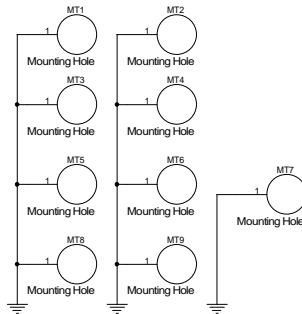 MT1 MT2
1 1
Mounting Hole Mounting Hole
MT3 MT4
1 1
Mounting Hole Mounting Hole
MT5 MT6
1 1
Mounting Hole Mounting Hole
MT7
1
Mounting Hole
MT8 MT9
1 1
Mounting Hole Mounting Hole